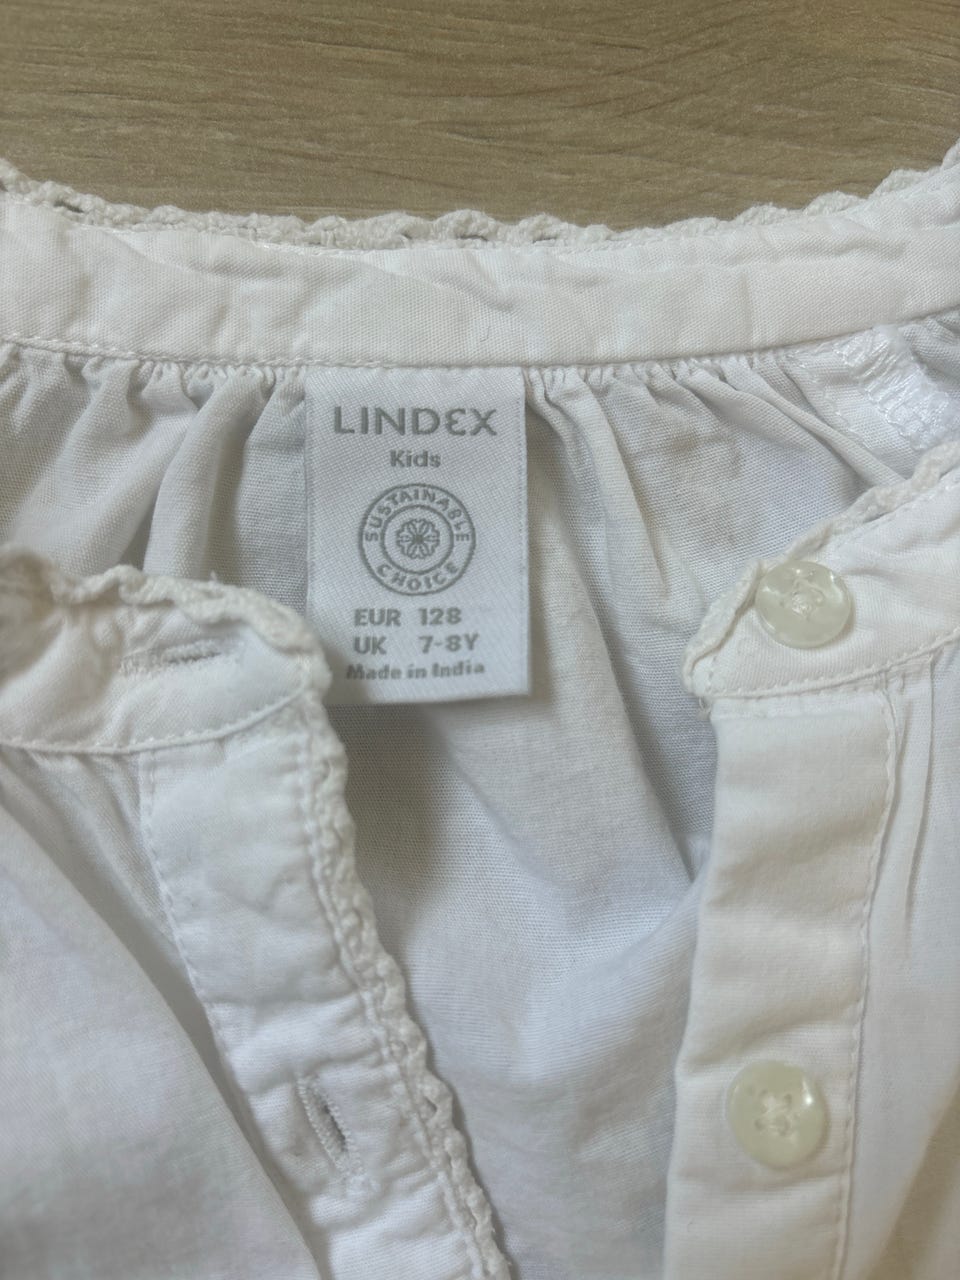 LINDEX
Kids
SUSTAINABLE
CHOICE
EUR 128
UK 7-8Y
Made in India